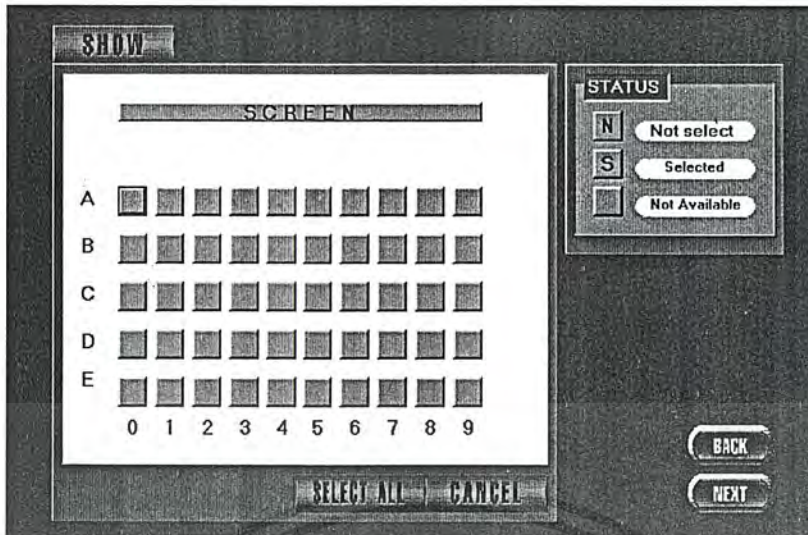 SHOW
SCREEN
A
B
C
D
E
0 1 2 3 4 5 6 7 8 9
SELECT ALL CANCEL
STATUS
N Not select
S Selected
Not Available
BACK
NEXT